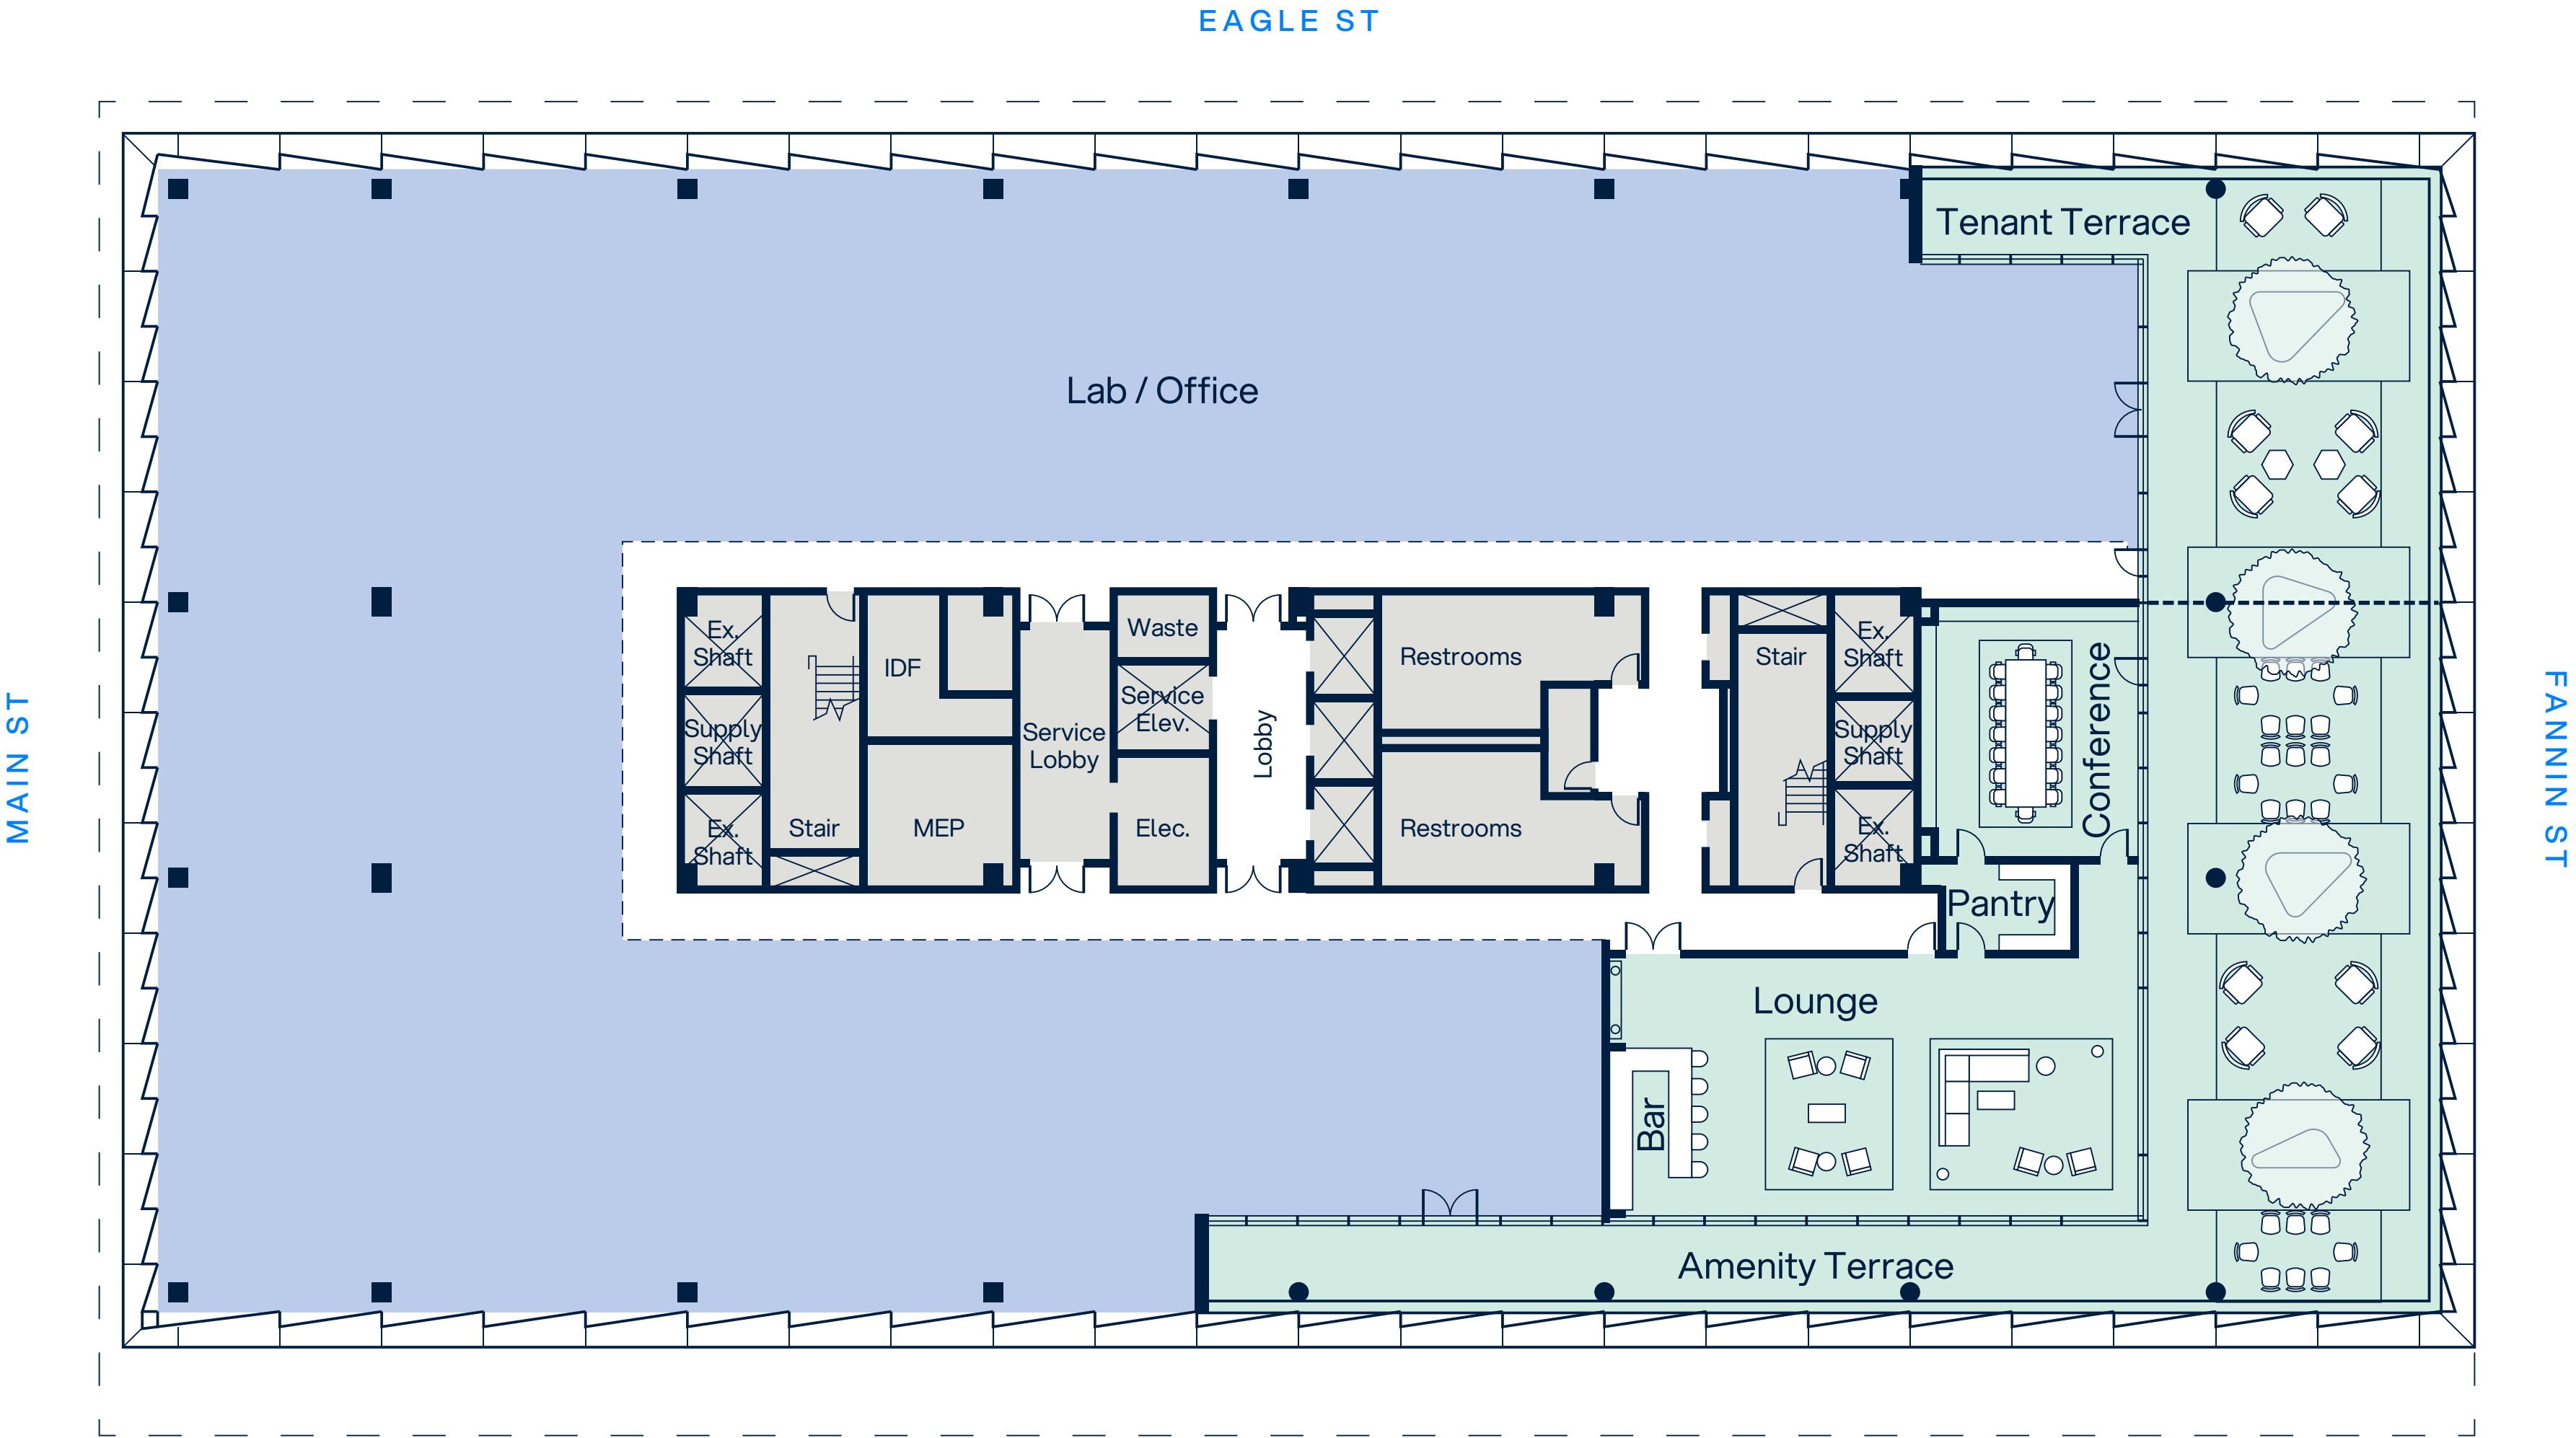 EAGLE ST
Tenant Terrace
Lab / Office
MAIN ST
FANNIN ST
Ex.
Shaft
Supply
Shaft
Ex.
Shaft
Stair
IDF
MEP
Service
Lobby
Waste
Service
Elev.
Elec.
Lobby
Restrooms
Restrooms
Stair
Ex.
Shaft
Supply
Shaft
Ex.
Shaft
Conference
Pantry
Lounge
Bar
Amenity Terrace